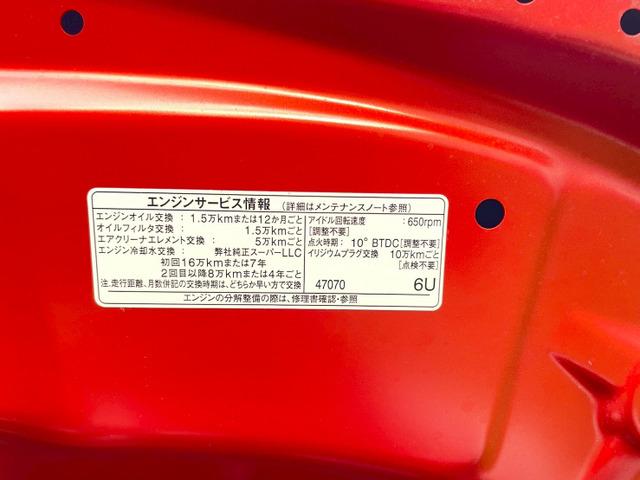 エンジンサービス情報 (詳細はメンテナンスノート参照)
エンジンオイル交換 : 1.5万kmまたは12か月ごと
オイルフィルタ交換 : 1.5万kmごと
エアクリーナエレメント交換 : 5万kmごと
エンジン冷却水交換 : 弊社純正スーパーLLC
初回16万kmまたは7年
2回目以降8万kmまたは4年ごと
注.走行距離、月数併記の交換時期は、どちらか早い方で交換
アイドル回転速度 : 650rpm
[調整不要]
点火時期: 10° BTDC[調整不要]
イリジウムプラグ交換 10万kmごと
[点検不要]
47070 6U
エンジンの分解整備の際は、修理書確認・参照